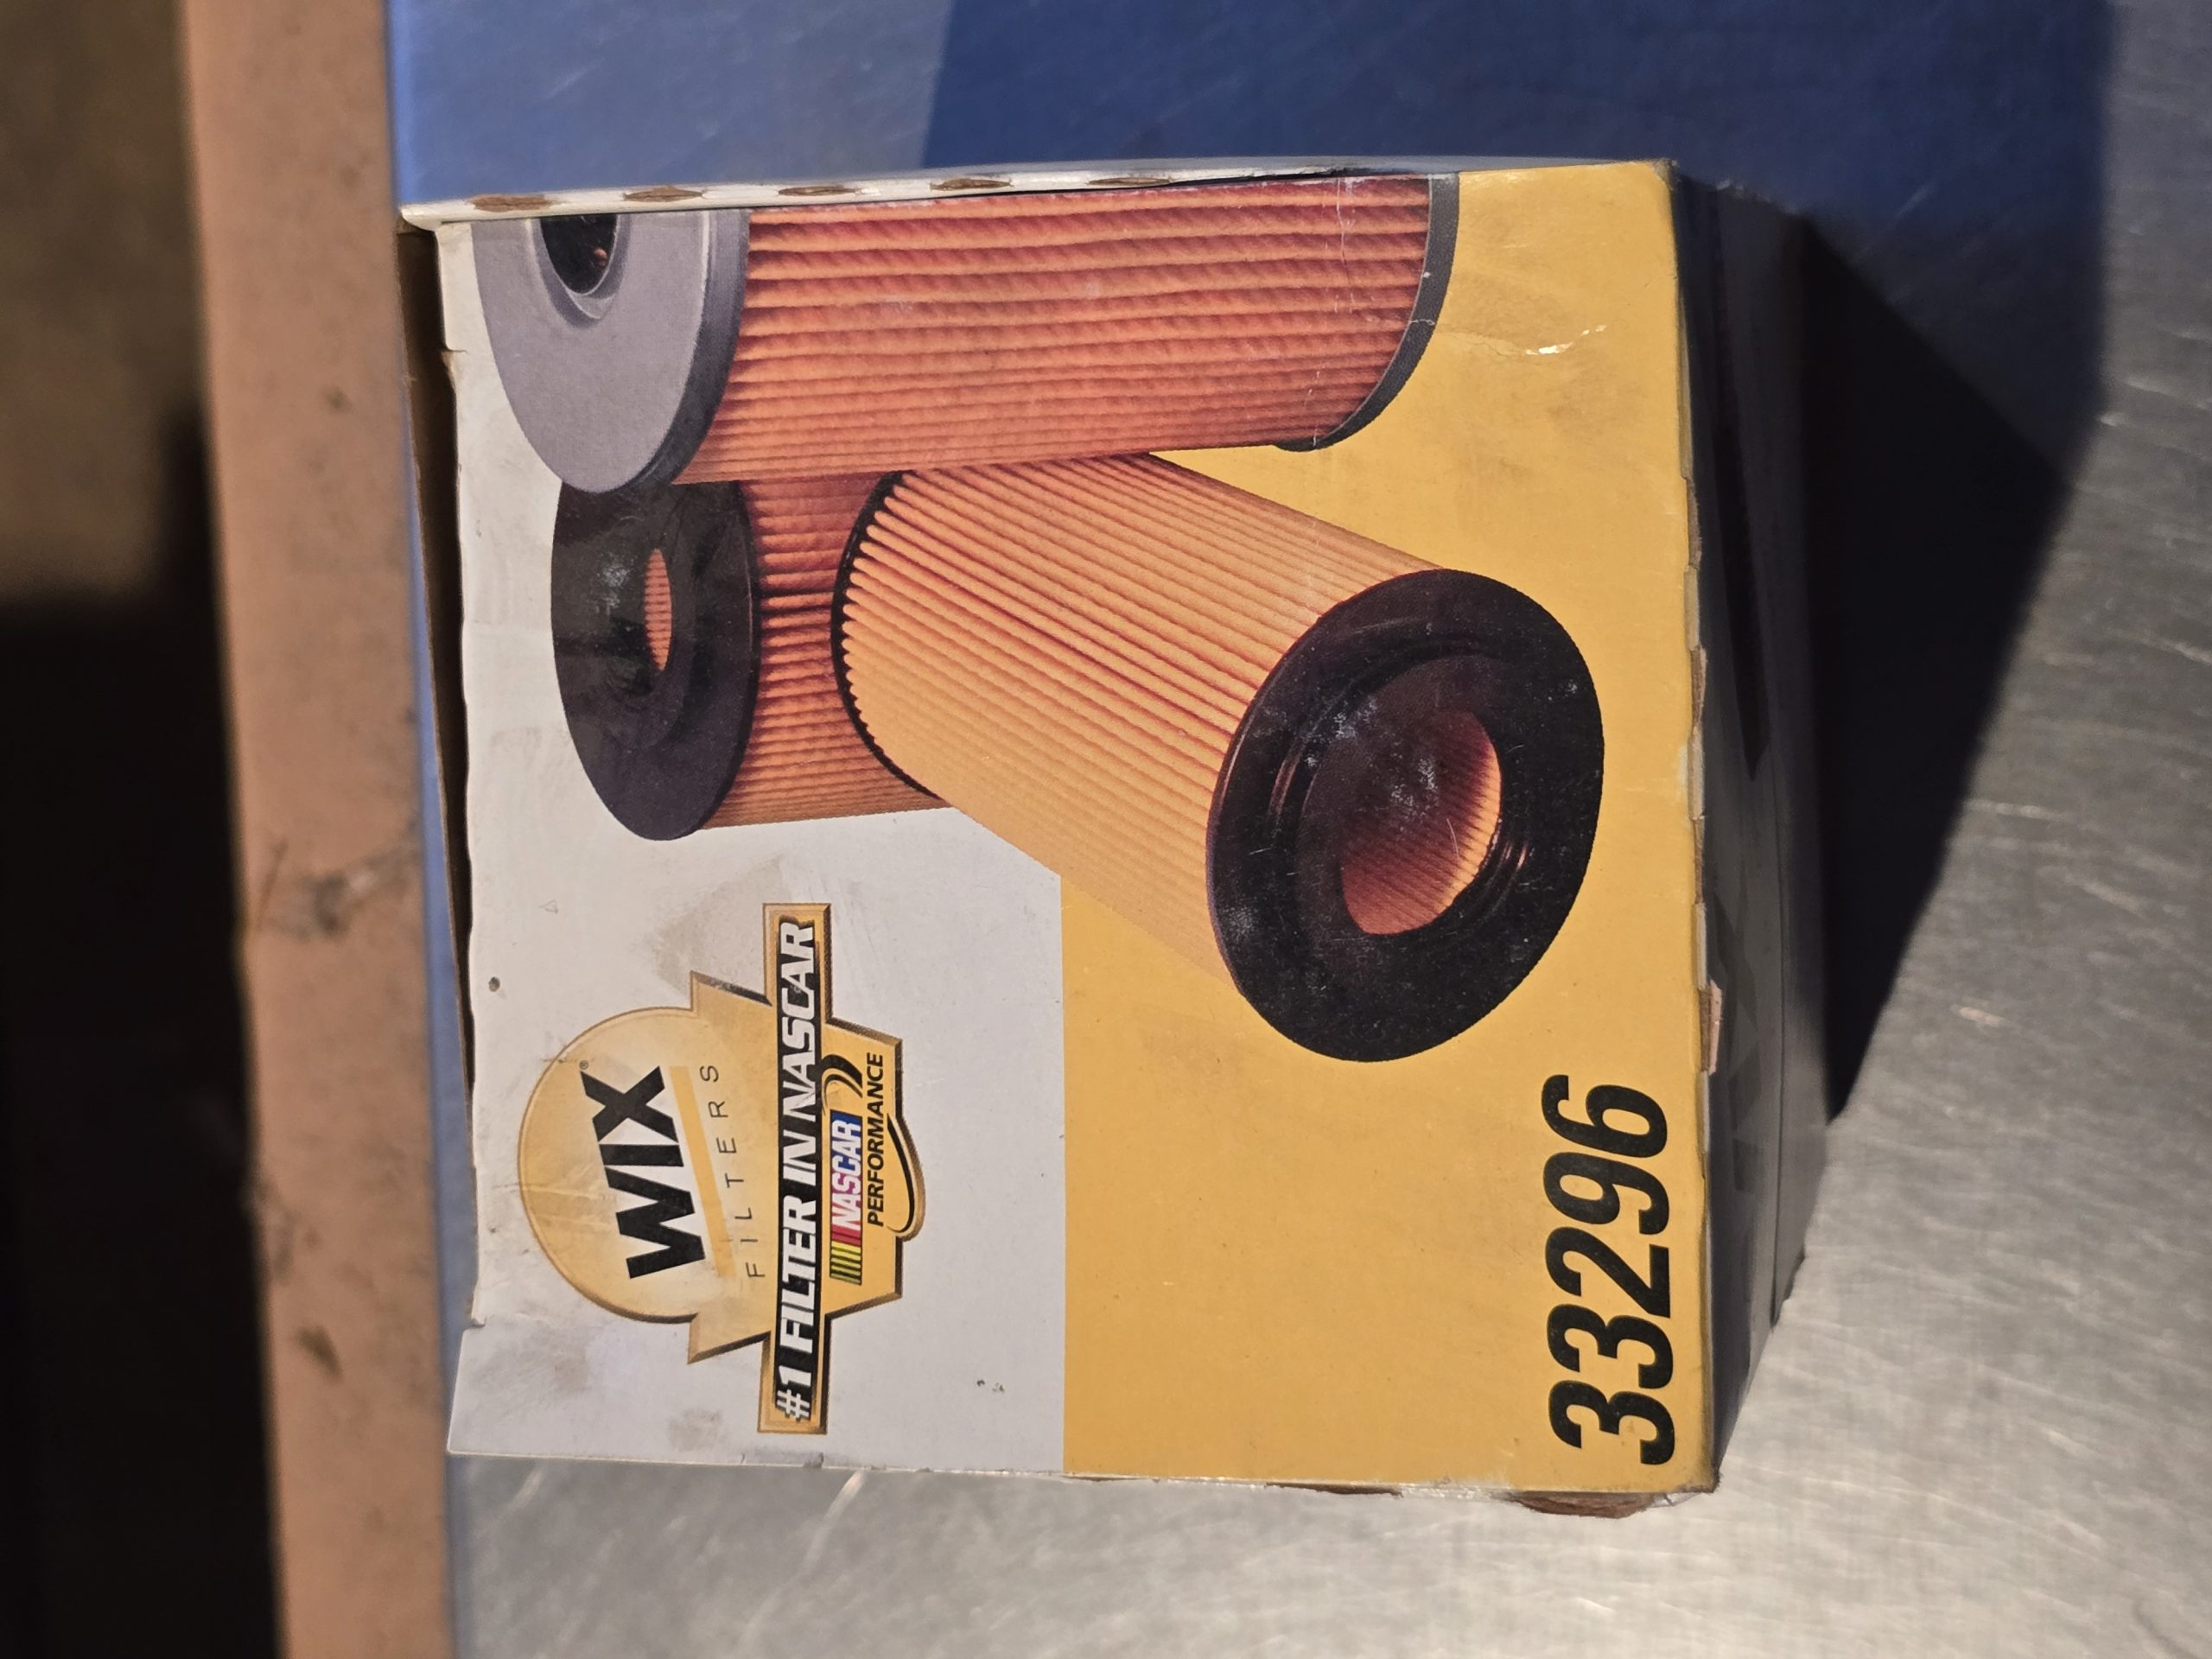 WIX®
FILTERS
#1 FILTER IN NASCAR
NASCAR
PERFORMANCE
33296